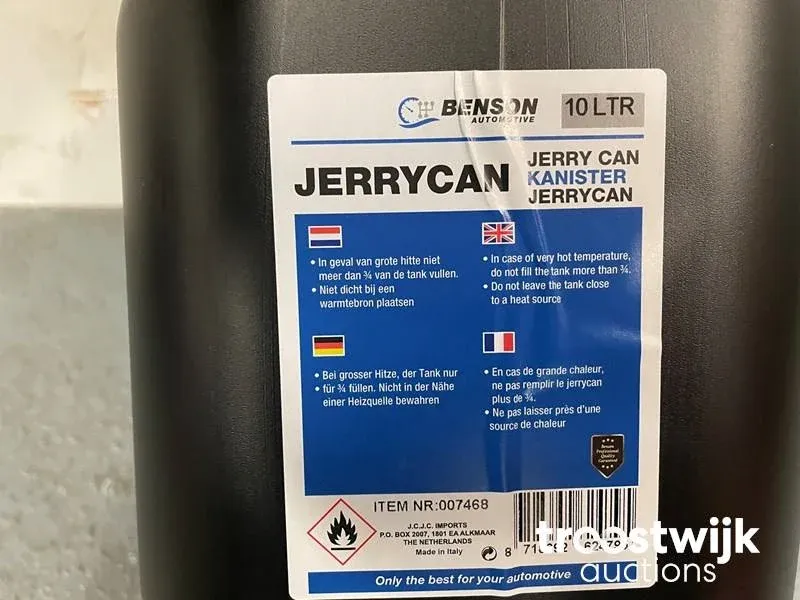 BENSON
AUTOMOTIVE
10 LTR
JERRYCAN
JERRY CAN
KANISTER
JERRYCAN
• In geval van grote hitte niet
meer dan ¾ van de tank vullen.
• Niet dicht bij een
warmtebron plaatsen
• In case of very hot temperature,
do not fill the tank more than ¾.
• Do not leave the tank close
to a heat source
• Bei grosser Hitze, der Tank nur
• für ¾ füllen. Nicht in der Nähe
einer Heizquelle bewahren
• En cas de grande chaleur,
ne pas remplir le jerrycan
plus de ¾.
• Ne pas laisser près d'une
source de chaleur
Benson
Professional
Quality
Guaranteed
ITEM NR:007468
J.C.J.C. IMPORTS
P.O. BOX 2007, 1801 EA ALKMAAR
THE NETHERLANDS
Made in Italy
8
Only the best for your automotive
troostwijk
auctions